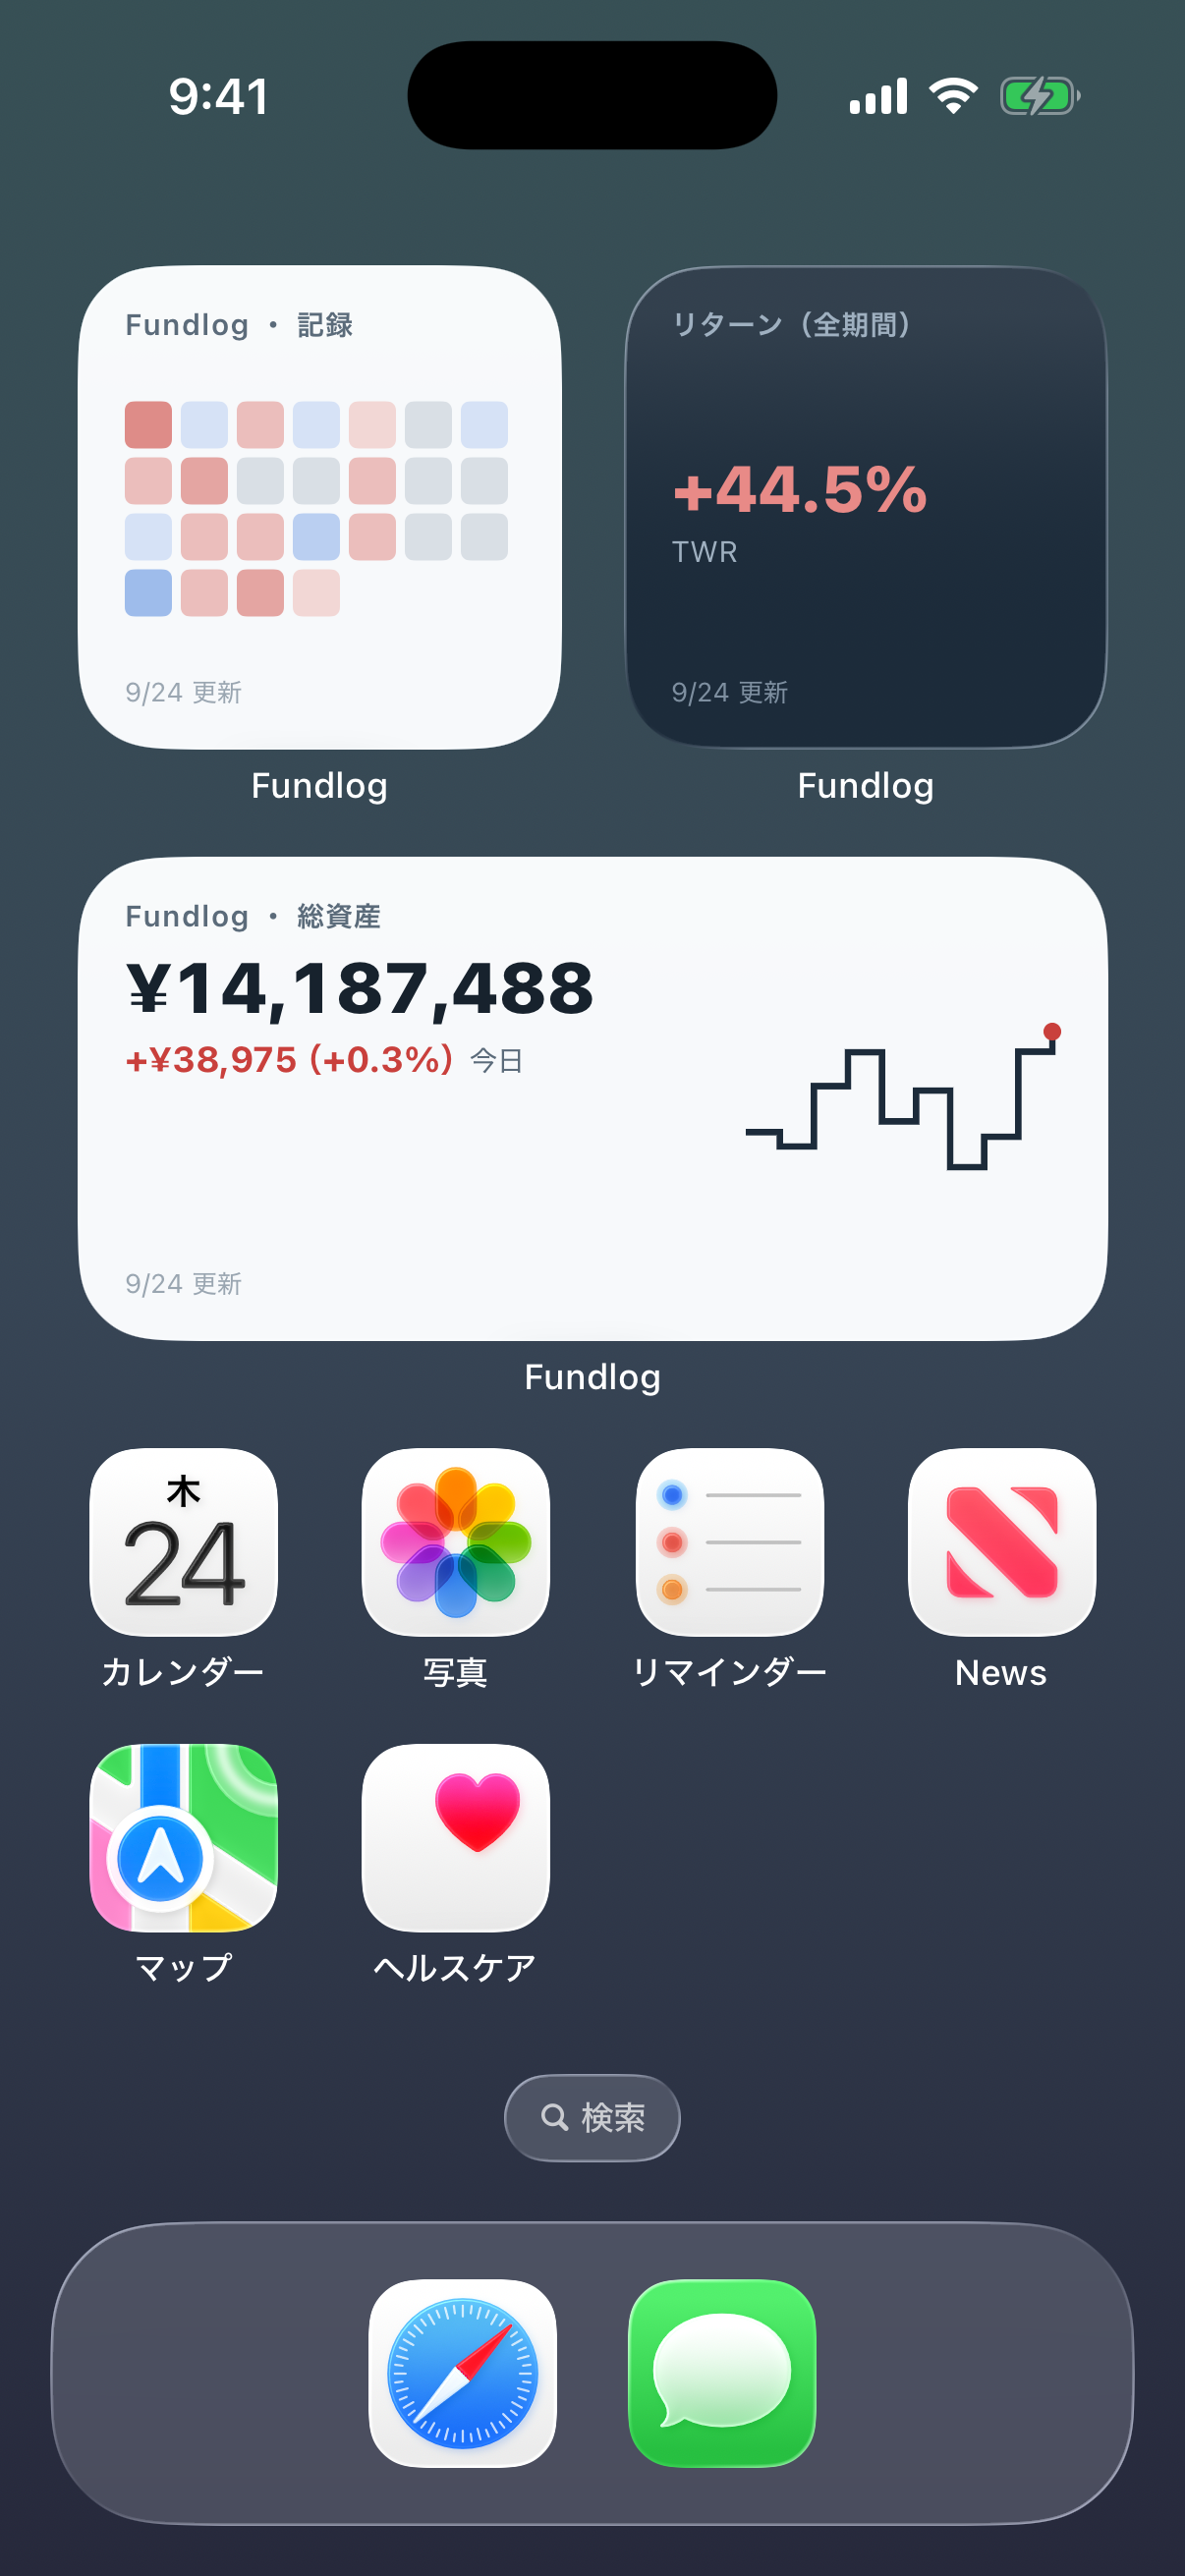 9:41
Fundlog ・ 記録
9/24 更新
Fundlog
リターン（全期間）
+44.5%
TWR
9/24 更新
Fundlog
Fundlog ・ 総資産
¥14,187,488
+¥38,975 (+0.3%) 今日
9/24 更新
Fundlog
木
24
カレンダー
写真
リマインダー
News
マップ
ヘルスケア
検索